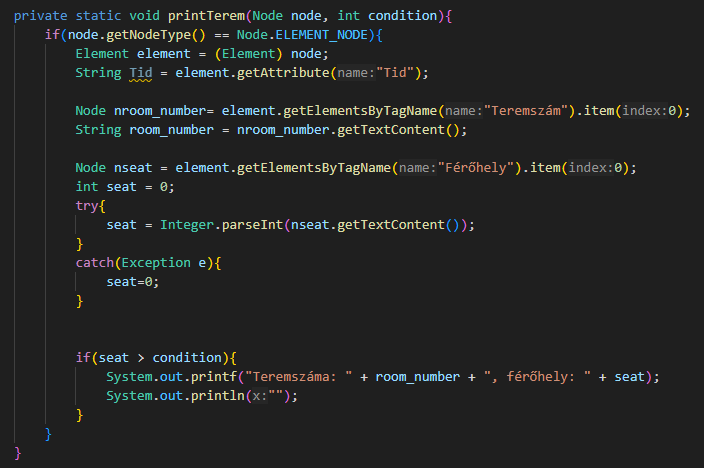 private static void printTerem(Node node, int condition){
if(node.getNodeType() == Node.ELEMENT_NODE){
Element element = (Element) node;
String Tid = element.getAttribute(name:"Tid");
Node nroom_number= element.getElementsByTagName(name:"Teremszám").item(index:0);
String room_number = nroom_number.getTextContent();
Node nseat = element.getElementsByTagName(name:"Férőhely").item(index:0);
int seat = 0;
try{
seat = Integer.parseInt(nseat.getTextContent());
}
catch(Exception e){
seat=0;
}
if(seat > condition){
System.out.printf("Teremszáma: " + room_number + ", férőhely: " + seat);
System.out.println(x:"");
}
}
}